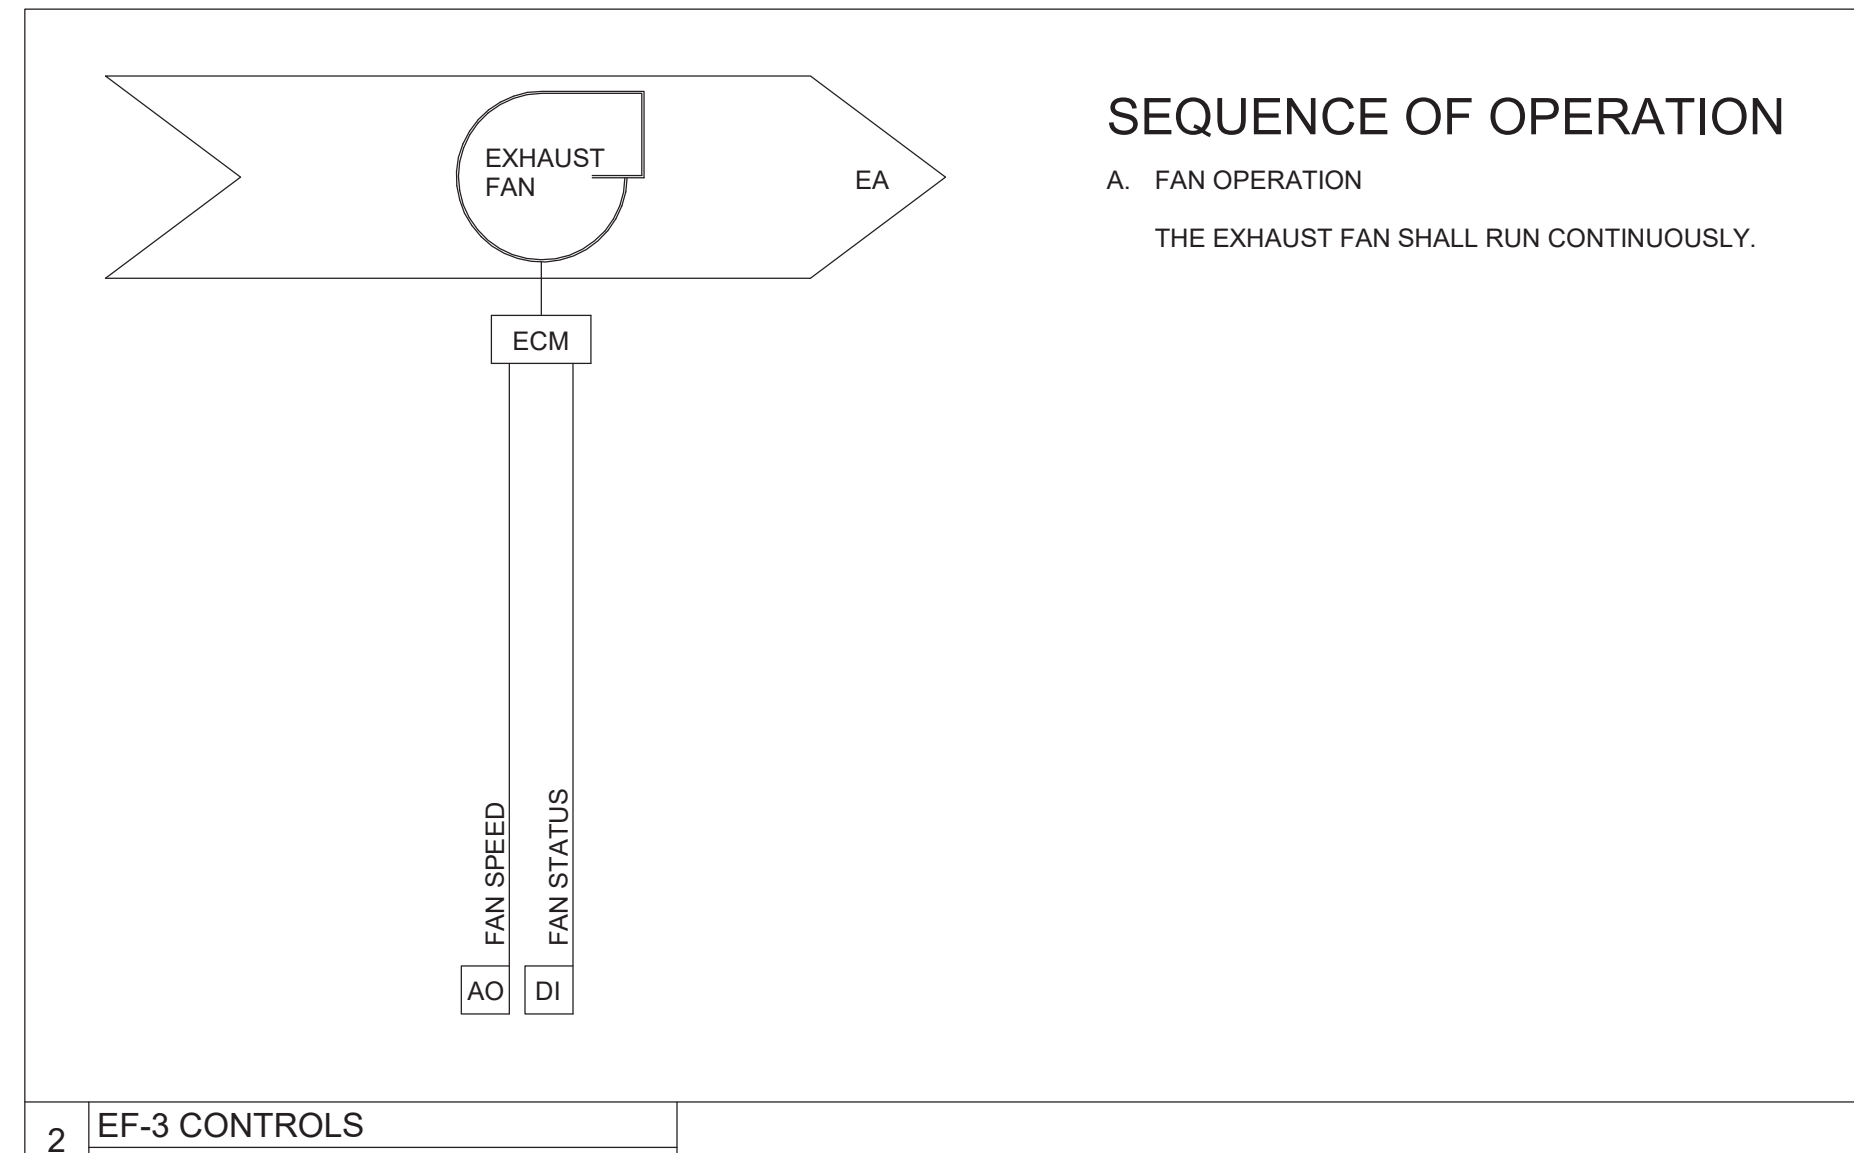 EXHAUST
FAN
EA
ECM
FAN SPEED
FAN STATUS
AO
DI
SEQUENCE OF OPERATION
A. FAN OPERATION
THE EXHAUST FAN SHALL RUN CONTINUOUSLY.
2
EF-3 CONTROLS